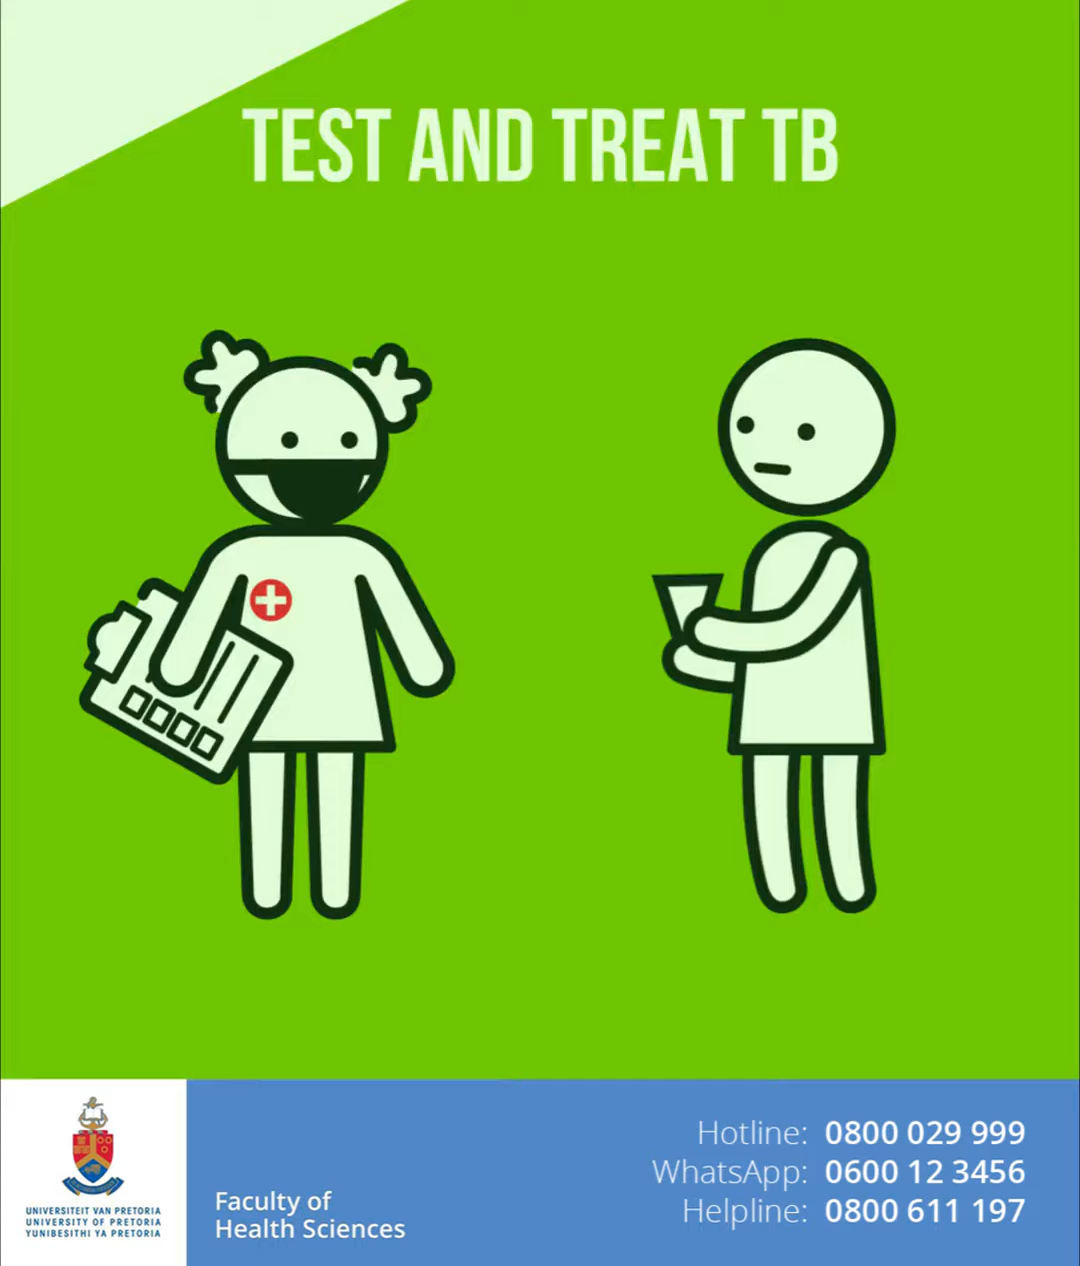 TEST AND TREAT TB
UNIVERSITEIT VAN PRETORIA
UNIVERSITY OF PRETORIA
YUNIBESITHI YA PRETORIA
Faculty of
Health Sciences
Hotline: 0800 029 999
WhatsApp: 0600 12 3456
Helpline: 0800 611 197